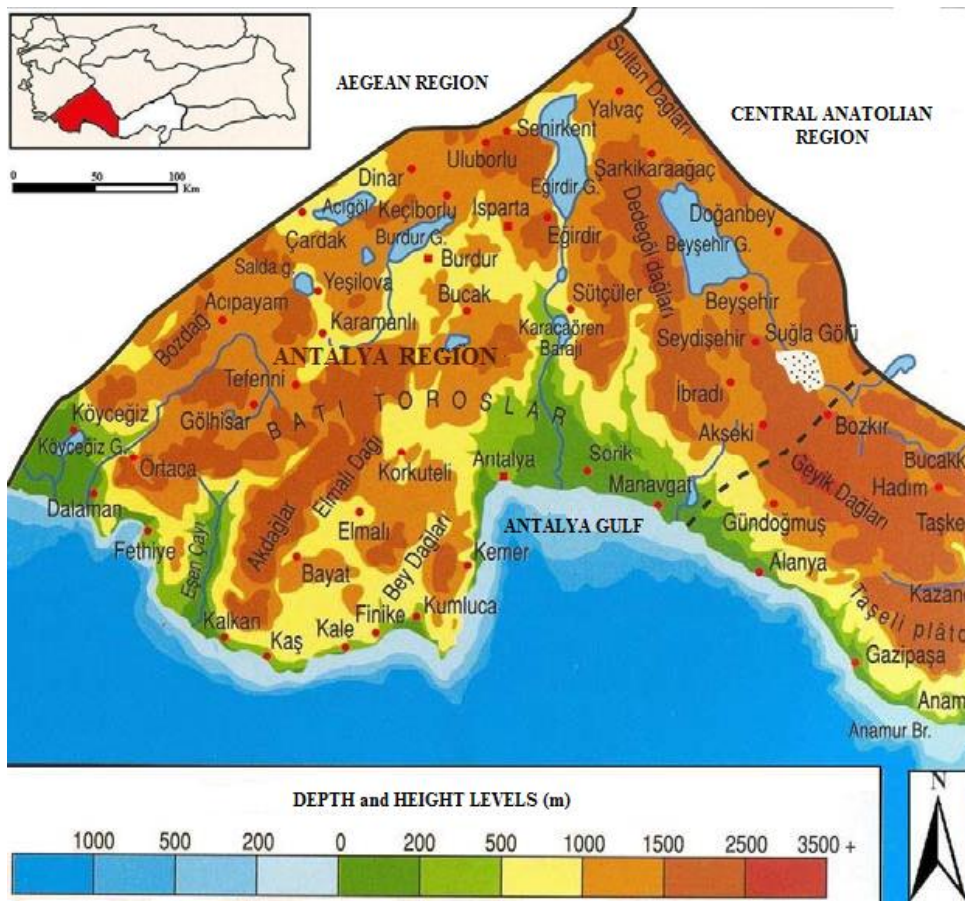 AEGEAN REGION
CENTRAL ANATOLIAN
REGION
0 50 100
Km
Sultan Dağları
Yalvaç
Senirkent
Uluborlu
Şarkikaraağaç
Dinar
Eğirdir G.
Acıgöl
Keçiborlu
Isparta
Dedegöl dağları
Doğanbey
Çardak
Burdur G.
Eğirdir
Beyşehir G.
Salda g.
Burdur
Yeşilova
Bucak
Sütçüler
Beyşehir
Acıpayam
Bozdağ
Karamanlı
Karacaören
Barajı
Seydişehir
Suğla Gölü
ANTALYA REGION
Tefenni
İbradı
Köyceğiz
Gölhisar
BATI TOROSLAR
Akseki
Bozkır
Köyceğiz G.
Ortaca
Elmalı Dağı
Korkuteli
Antalya
Serik
Geyik Dağları
Bucakk
Hadım
Dalaman
Manavgat
Akdağlar
Elmalı
ANTALYA GULF
Gündoğmuş
Taşke
Fethiye
Eşen Çayı
Bayat
Bey Dağları
Kemer
Alanya
Kalkan
Finike
Kumluca
Taşeli plâto
Kazanc
Kaş
Kale
Gazipaşa
Anam
Anamur Br.
DEPTH and HEIGHT LEVELS (m)
N
1000 500 200 0 200 500 1000 1500 2500 3500 +